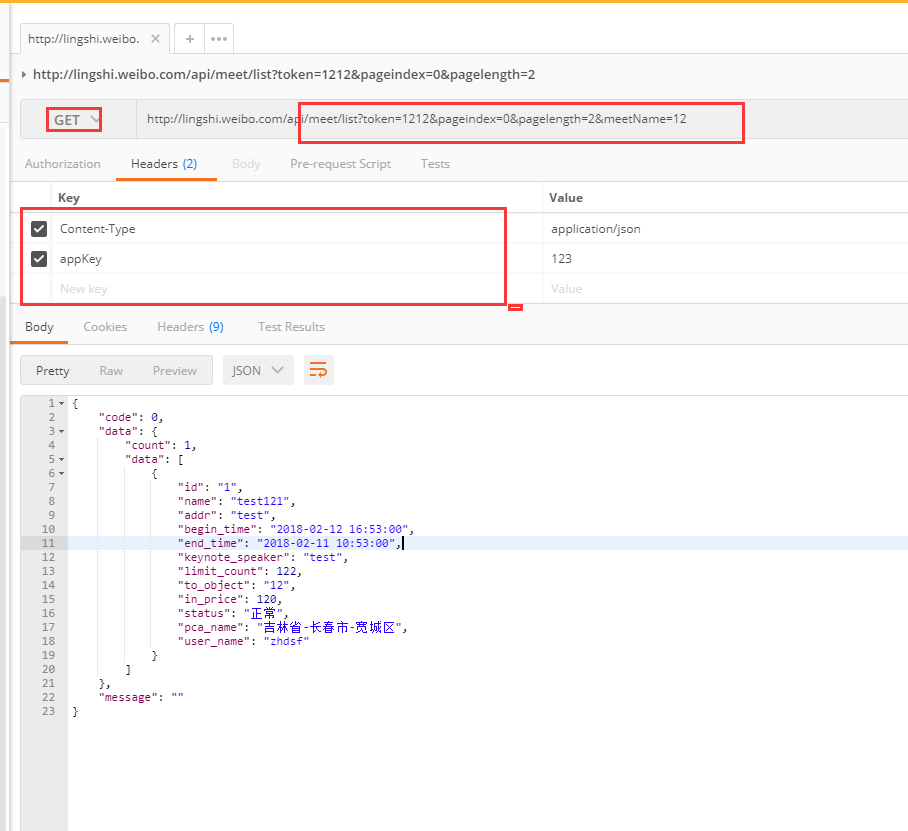 http://lingshi.weibo.
http://lingshi.weibo.com/api/meet/list?token=1212&pageindex=0&pagelength=2
GET http://lingshi.weibo.com/api/meet/list?token=1212&pageindex=0&pagelength=2&meetName=12
Authorization Headers (2) Body Pre-request Script Tests
Key Value
Content-Type application/json
appKey 123
New key Value
Body Cookies Headers (9) Test Results
Pretty Raw Preview JSON
1 {
2 "code": 0,
3 "data": {
4 "count": 1,
5 "data": [
6 {
7 "id": "1",
8 "name": "test121",
9 "addr": "test",
10 "begin_time": "2018-02-12 16:53:00",
11 "end_time": "2018-02-11 10:53:00",
12 "keynote_speaker": "test",
13 "limit_count": 122,
14 "to_object": "12",
15 "in_price": 120,
16 "status": "正常",
17 "pca_name": "吉林省-长春市-宽城区",
18 "user_name": "zhdsf"
19 }
20 ]
21 },
22 "message": ""
23 }